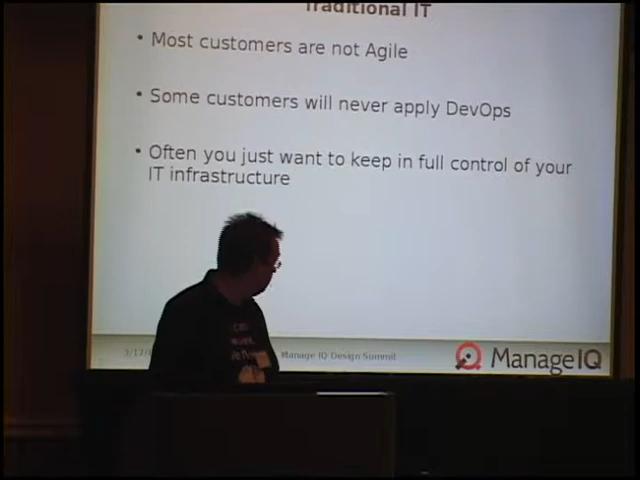 Traditional IT
• Most customers are not Agile
• Some customers will never apply DevOps
• Often you just want to keep in full control of your
IT infrastructure
Manage IQ Design Summit
ManageIQ